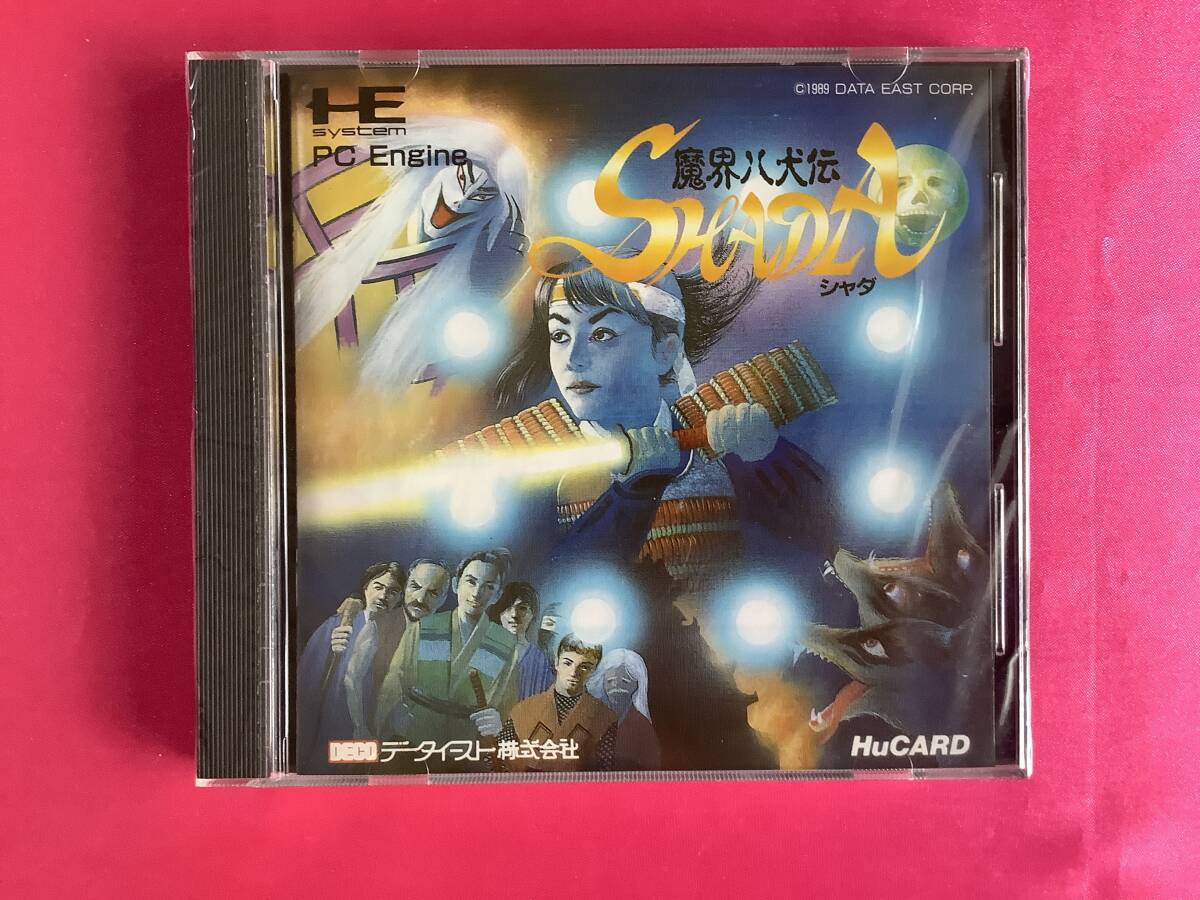 HE
system
PC Engine
©1989 DATA EAST CORP.
魔界八犬伝
SHADA
シャダ
DECO データイースト株式会社
HuCARD